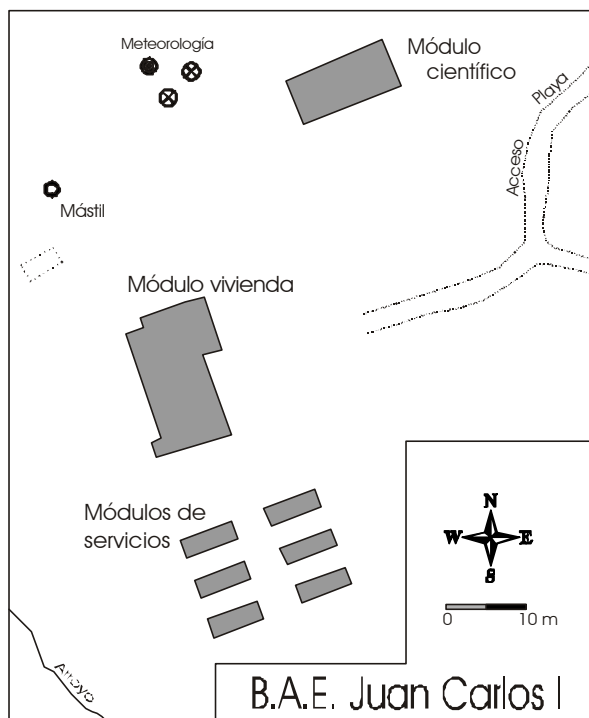 Meteorología
Módulo
científico
Acceso
Playa
Mástil
Módulo vivienda
Módulos de
servicios
N
W E
S
0 10 m
Arroyo
B.A.E. Juan Carlos I